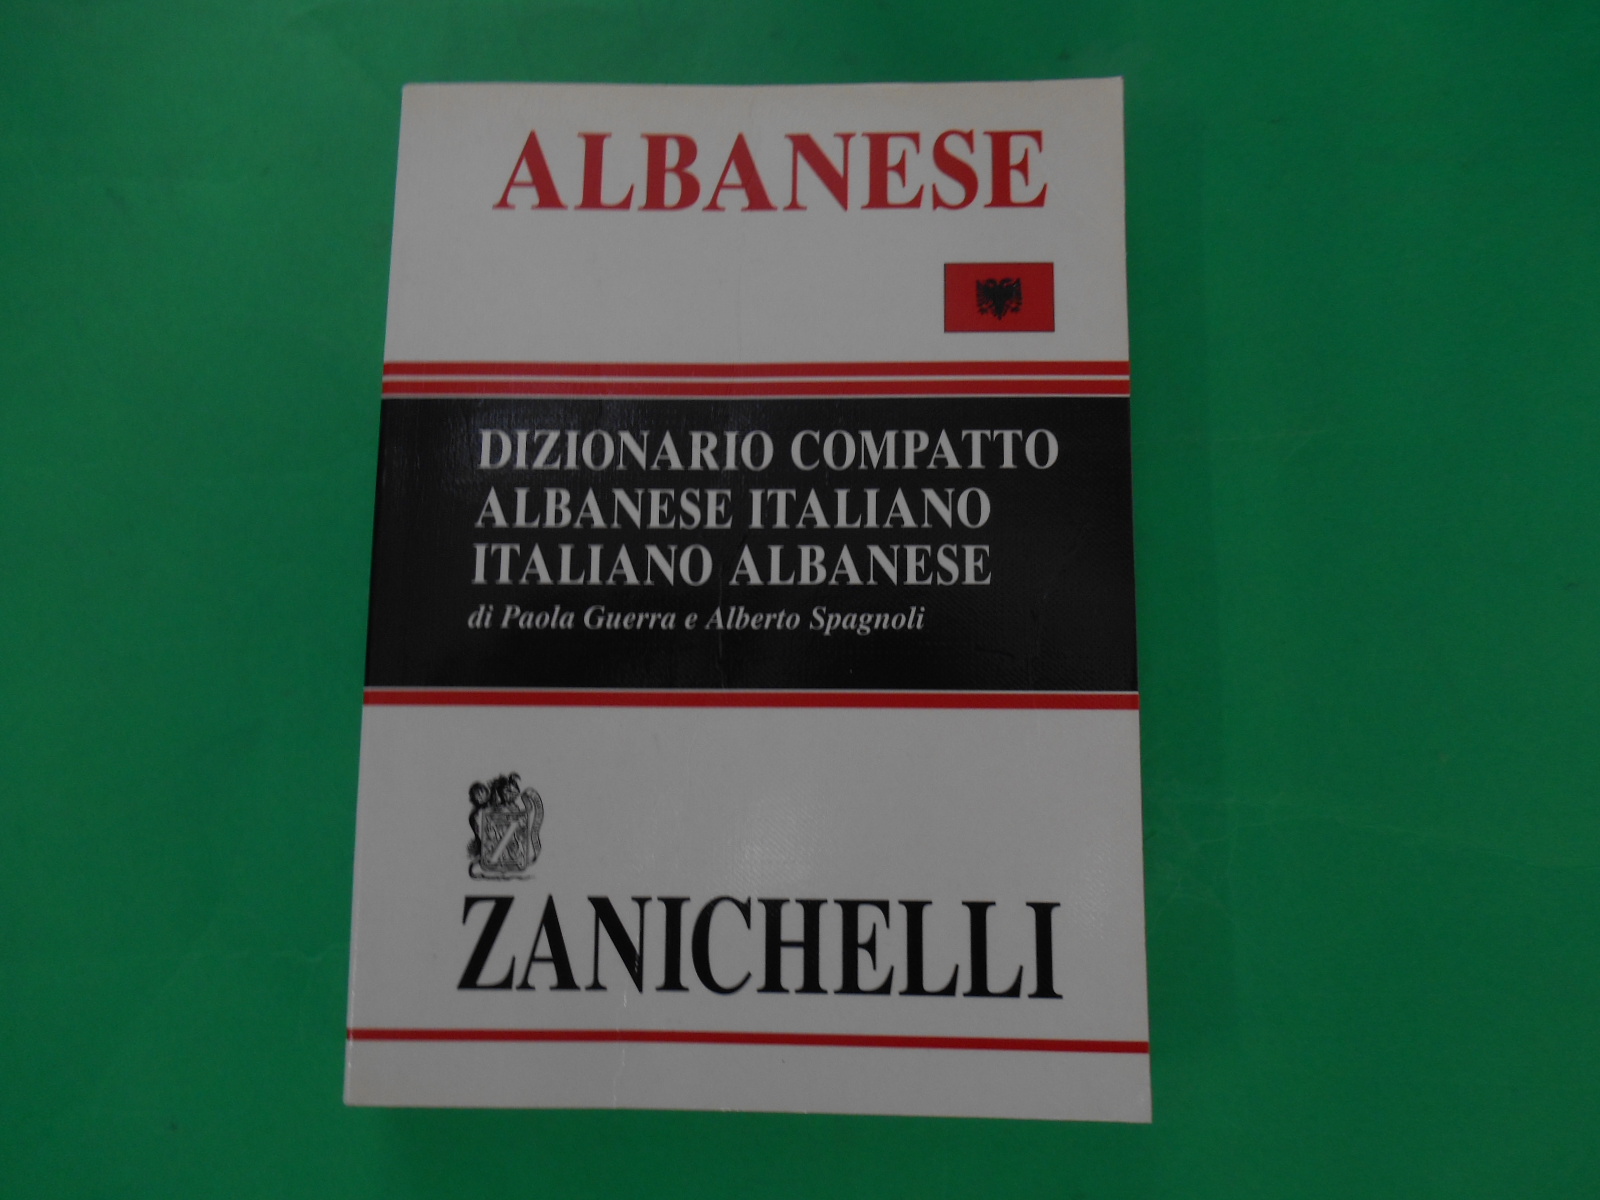 ALBANESE
DIZIONARIO COMPATTO
ALBANESE ITALIANO
ITALIANO ALBANESE
di Paola Guerra e Alberto Spagnoli
ZANICHELLI